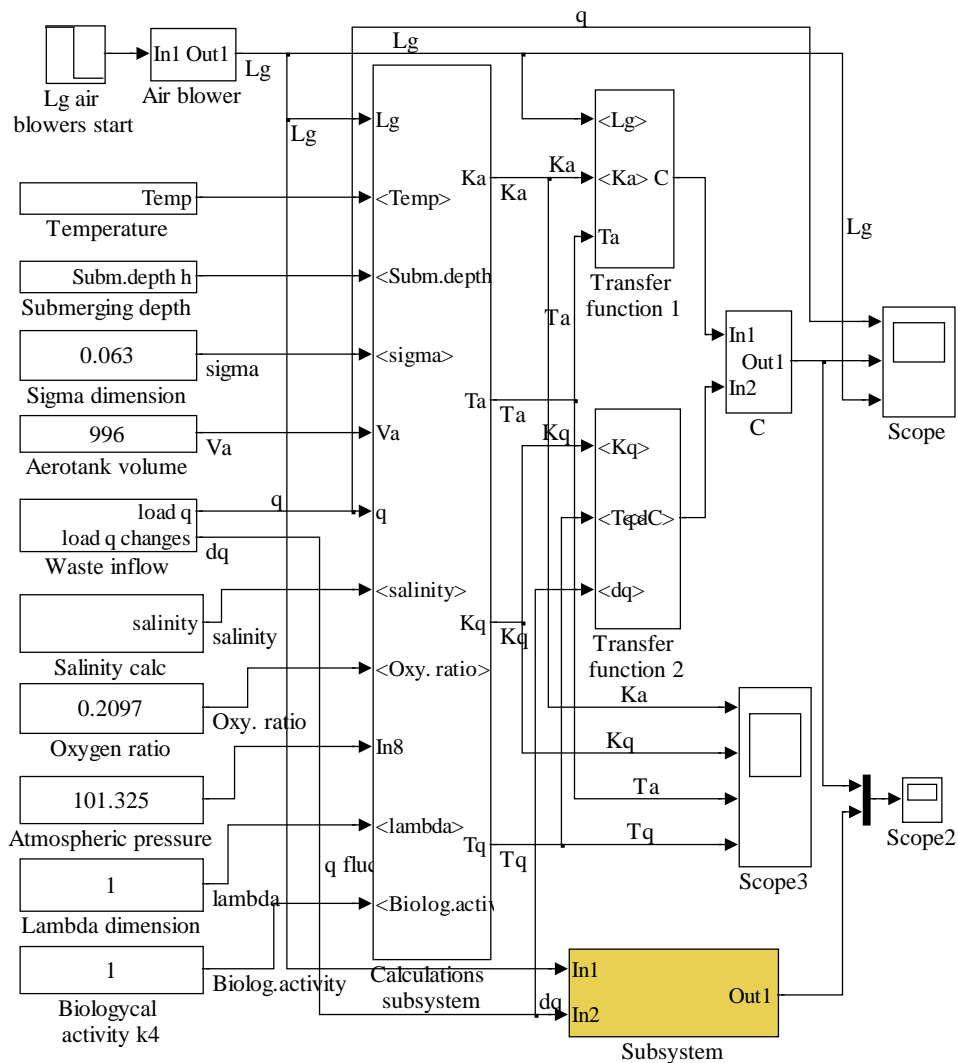 q
Lg
In1 Out1
Lg
Lg air
blowers start
Air blower
Lg
Lg
<Lg>
Ka
Ka
Ka
<Ka> C
Temp
<Temp>
Temperature
Ta
Lg
Subm.depth h
<Subm.depth
Submerging depth
Transfer
function 1
Ta
0.063
sigma
<sigma>
Sigma dimension
In1
Out1
In2
C
Scope
996
Va
Va
Aerotank volume
Ta
Ta
Kq
<Kq>
load q
q
q
load q changes
dq
Waste inflow
<Tq
dC>
<dq>
salinity
salinity
<salinity>
Salinity calc
Kq
Kq
Transfer
function 2
0.2097
Oxy. ratio
<Oxy. ratio>
Oxygen ratio
Ka
Kq
Ta
Tq
Scope3
101.325
In8
Atmospheric pressure
Scope2
1
lambda
<lambda>
Lambda dimension
Tq
Tq
q fluc
1
Biolog.activity
<Biolog.activ
Biologycal
activity k4
Calculations
subsystem
dq
In1
In2
Out1
Subsystem